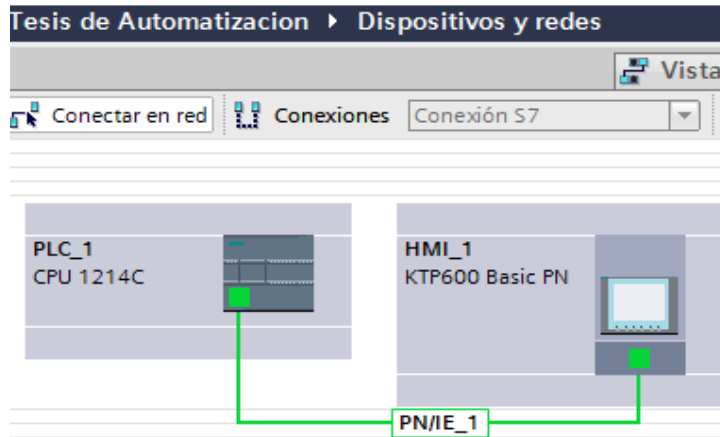 Tesis de Automatizacion ▸ Dispositivos y redes
Vista
Conectar en red Conexiones Conexión S7
PLC_1
CPU 1214C
HMI_1
KTP600 Basic PN
PN/IE_1